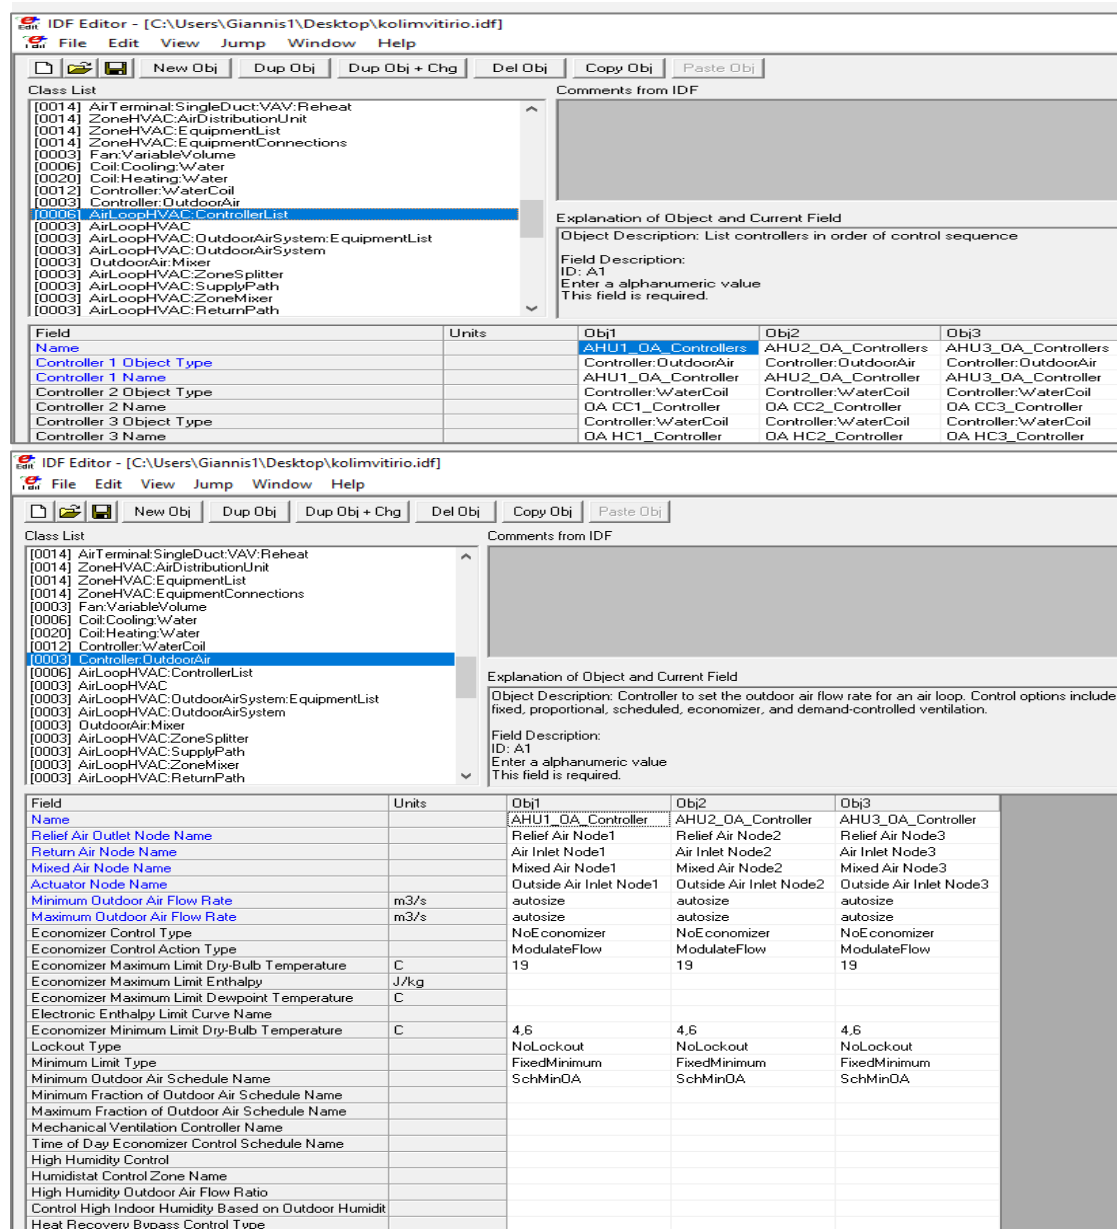 IDF Editor - [C:\Users\Giannis1\Desktop\kolimvitirio.idf]
File Edit View Jump Window Help
New Obj Dup Obj Dup Obj + Chg Del Obj Copy Obj Paste Obj
Class List Comments from IDF
[0014] AirTerminal:SingleDuct:VAV:Reheat
[0014] ZoneHVAC:AirDistributionUnit
[0014] ZoneHVAC:EquipmentList
[0014] ZoneHVAC:EquipmentConnections
[0003] Fan:VariableVolume
[0006] Coil:Cooling:Water
[0020] Coil:Heating:Water
[0012] Controller:WaterCoil
[0003] Controller:OutdoorAir
[0006] AirLoopHVAC:ControllerList
[0003] AirLoopHVAC
[0003] AirLoopHVAC:OutdoorAirSystem:EquipmentList
[0003] AirLoopHVAC:OutdoorAirSystem
[0003] OutdoorAir:Mixer
[0003] AirLoopHVAC:ZoneSplitter
[0003] AirLoopHVAC:SupplyPath
[0003] AirLoopHVAC:ZoneMixer
[0003] AirLoopHVAC:ReturnPath
Explanation of Object and Current Field
Object Description: List controllers in order of control sequence
Field Description:
ID: A1
Enter a alphanumeric value
This field is required.
Field Units Obj1 Obj2 Obj3
Name AHU1_OA_Controllers AHU2_OA_Controllers AHU3_OA_Controllers
Controller 1 Object Type Controller:OutdoorAir Controller:OutdoorAir Controller:OutdoorAir
Controller 1 Name AHU1_OA_Controller AHU2_OA_Controller AHU3_OA_Controller
Controller 2 Object Type Controller:WaterCoil Controller:WaterCoil Controller:WaterCoil
Controller 2 Name OA CC1_Controller OA CC2_Controller OA CC3_Controller
Controller 3 Object Type Controller:WaterCoil Controller:WaterCoil Controller:WaterCoil
Controller 3 Name OA HC1_Controller OA HC2_Controller OA HC3_Controller
IDF Editor - [C:\Users\Giannis1\Desktop\kolimvitirio.idf]
File Edit View Jump Window Help
New Obj Dup Obj Dup Obj + Chg Del Obj Copy Obj Paste Obj
Class List Comments from IDF
[0014] AirTerminal:SingleDuct:VAV:Reheat
[0014] ZoneHVAC:AirDistributionUnit
[0014] ZoneHVAC:EquipmentList
[0014] ZoneHVAC:EquipmentConnections
[0003] Fan:VariableVolume
[0006] Coil:Cooling:Water
[0020] Coil:Heating:Water
[0012] Controller:WaterCoil
[0003] Controller:OutdoorAir
[0006] AirLoopHVAC:ControllerList
[0003] AirLoopHVAC
[0003] AirLoopHVAC:OutdoorAirSystem:EquipmentList
[0003] AirLoopHVAC:OutdoorAirSystem
[0003] OutdoorAir:Mixer
[0003] AirLoopHVAC:ZoneSplitter
[0003] AirLoopHVAC:SupplyPath
[0003] AirLoopHVAC:ZoneMixer
[0003] AirLoopHVAC:ReturnPath
Explanation of Object and Current Field
Object Description: Controller to set the outdoor air flow rate for an air loop. Control options include
fixed, proportional, scheduled, economizer, and demand-controlled ventilation.
Field Description:
ID: A1
Enter a alphanumeric value
This field is required.
Field Units Obj1 Obj2 Obj3
Name AHU1_OA_Controller AHU2_OA_Controller AHU3_OA_Controller
Relief Air Outlet Node Name Relief Air Node1 Relief Air Node2 Relief Air Node3
Return Air Node Name Air Inlet Node1 Air Inlet Node2 Air Inlet Node3
Mixed Air Node Name Mixed Air Node1 Mixed Air Node2 Mixed Air Node3
Actuator Node Name Outside Air Inlet Node1 Outside Air Inlet Node2 Outside Air Inlet Node3
Minimum Outdoor Air Flow Rate m3/s autosize autosize autosize
Maximum Outdoor Air Flow Rate m3/s autosize autosize autosize
Economizer Control Type NoEconomizer NoEconomizer NoEconomizer
Economizer Control Action Type ModulateFlow ModulateFlow ModulateFlow
Economizer Maximum Limit Dry-Bulb Temperature C 19 19 19
Economizer Maximum Limit Enthalpy J/kg
Economizer Maximum Limit Dewpoint Temperature C
Electronic Enthalpy Limit Curve Name
Economizer Minimum Limit Dry-Bulb Temperature C 4,6 4,6 4,6
Lockout Type NoLockout NoLockout NoLockout
Minimum Limit Type FixedMinimum FixedMinimum FixedMinimum
Minimum Outdoor Air Schedule Name SchMinOA SchMinOA SchMinOA
Minimum Fraction of Outdoor Air Schedule Name
Maximum Fraction of Outdoor Air Schedule Name
Mechanical Ventilation Controller Name
Time of Day Economizer Control Schedule Name
High Humidity Control
Humidistat Control Zone Name
High Humidity Outdoor Air Flow Ratio
Control High Indoor Humidity Based on Outdoor Humidit
Heat Recovery Bypass Control Type